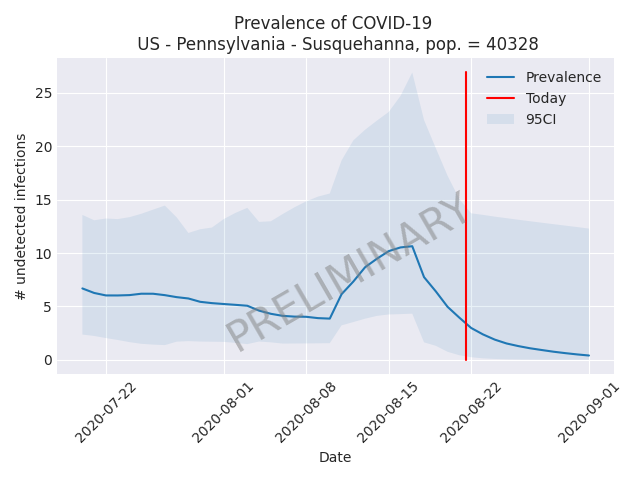 Prevalence of COVID-19
US - Pennsylvania - Susquehanna, pop. = 40328
# undetected infections
25
20
15
10
5
0
Prevalence
Today
95CI
PRELIMINARY
2020-07-22
2020-08-01
2020-08-08
2020-08-15
2020-08-22
2020-09-01
Date